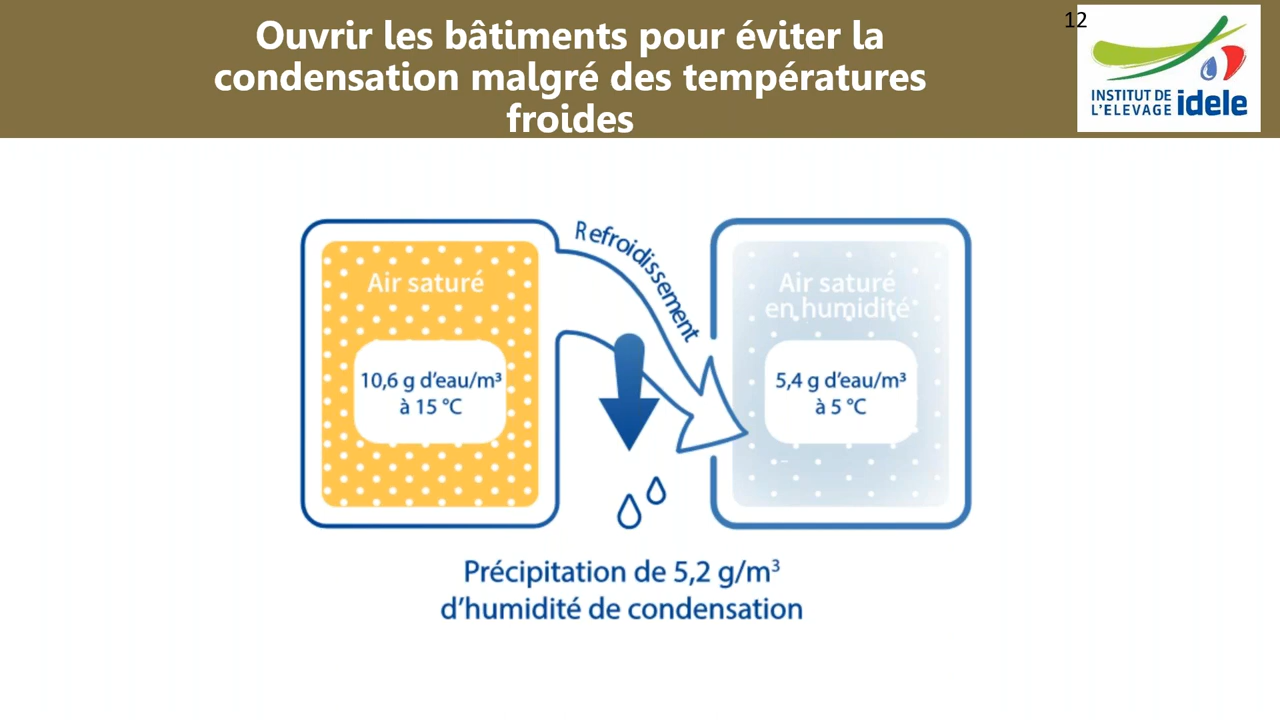 Ouvrir les bâtiments pour éviter la
condensation malgré des températures
froides
12
INSTITUT DE
L'ELEVAGE idele
Refroidissement
Air saturé
10,6 g d'eau/m³
à 15 °C
Air saturé
en humidité
5,4 g d'eau/m³
à 5 °C
Précipitation de 5,2 g/m³
d'humidité de condensation